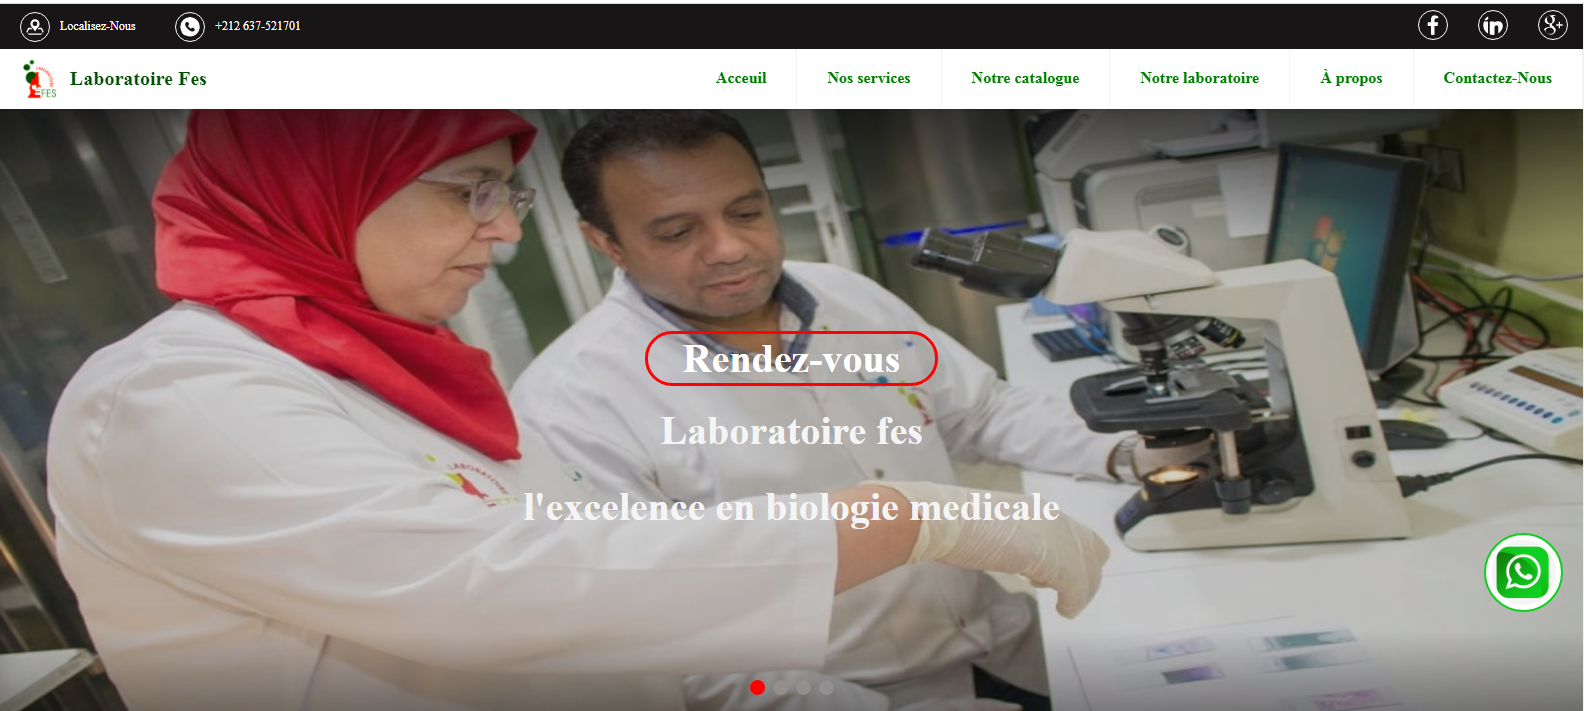 Localisez-Nous
+212 637-521701
FES
Laboratoire Fes
Acceuil
Nos services
Notre catalogue
Notre laboratoire
À propos
Contactez-Nous
Rendez-vous
Laboratoire fes
l'excelence en biologie medicale